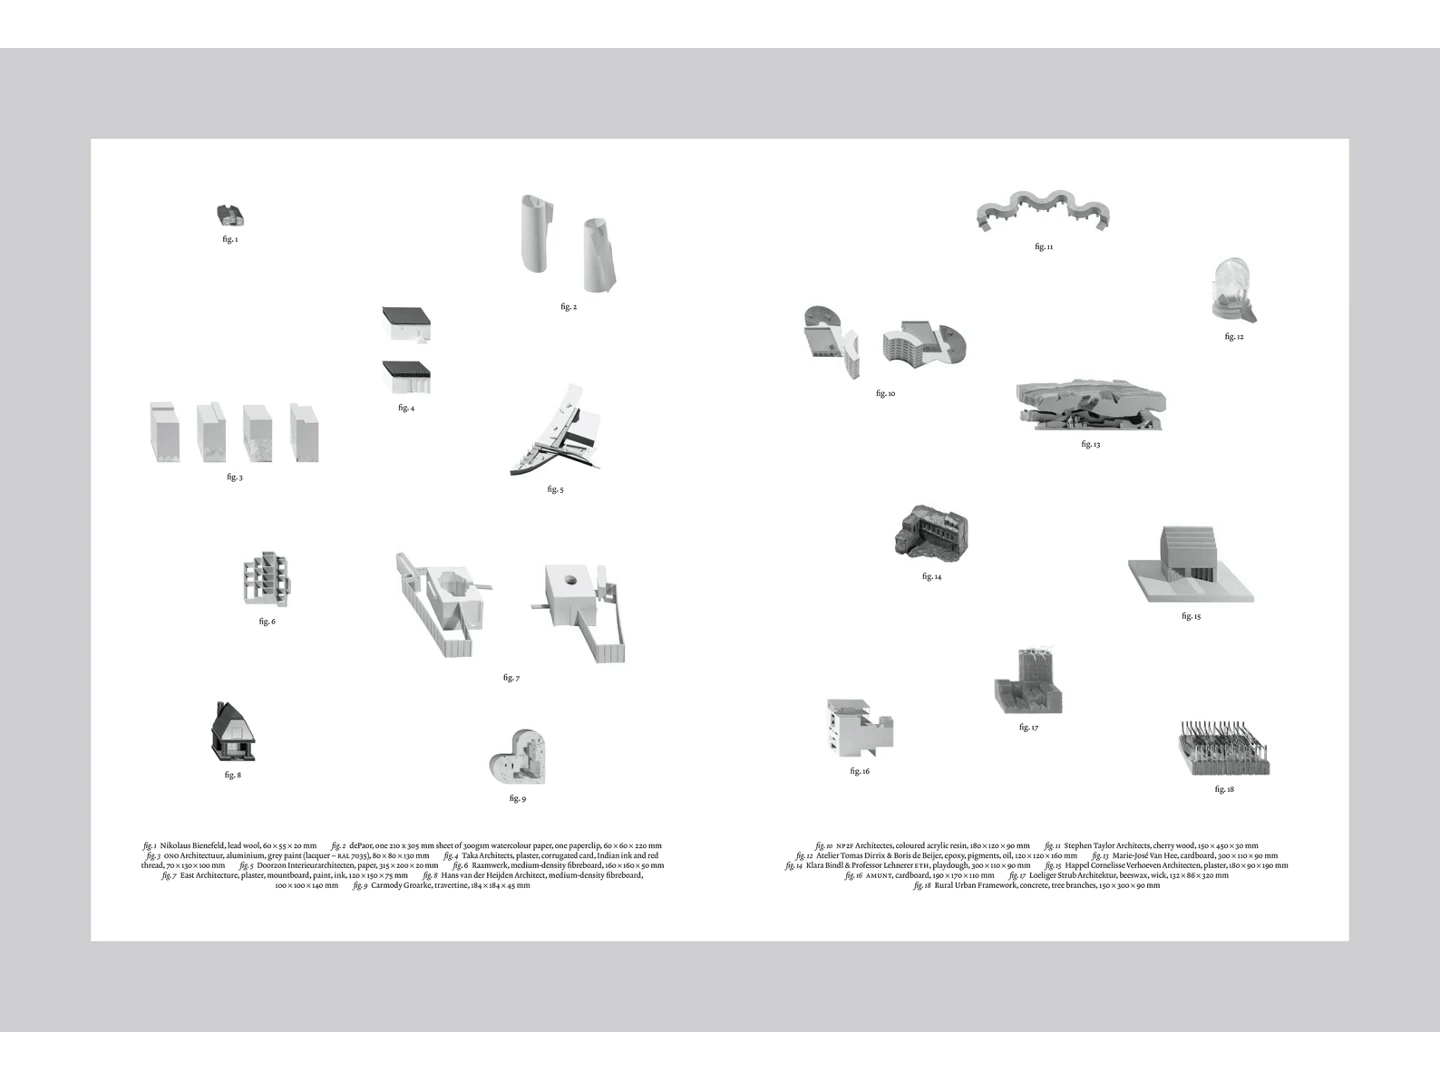 fig. 1
fig. 2
fig. 3
fig. 4
fig. 5
fig. 6
fig. 7
fig. 8
fig. 9
fig. 1 Nikolaus Bienefeld, lead wool, 60 × 55 × 20 mm fig. 2 dePaor, one 210 x 305 mm sheet of 300gsm watercolour paper, one paperclip, 60 × 60 × 220 mm
fig. 3 ONO Architectuur, aluminium, grey paint (lacquer – RAL 7035), 80 × 80 × 130 mm fig. 4 Taka Architects, plaster, corrugated card, Indian ink and red
thread, 70 × 130 × 100 mm fig. 5 Doorzon Interieurarchitecten, paper, 315 × 200 × 20 mm fig. 6 Raamwerk, medium-density fibreboard, 160 × 160 × 50 mm
fig. 7 East Architecture, plaster, mountboard, paint, ink, 120 × 150 × 75 mm fig. 8 Hans van der Heijden Architect, medium-density fibreboard,
100 × 100 × 140 mm fig. 9 Carmody Groarke, travertine, 184 × 184 × 45 mm
fig. 10
fig. 11
fig. 12
fig. 13
fig. 14
fig. 15
fig. 16
fig. 17
fig. 18
fig. 10 NP2F Architectes, coloured acrylic resin, 180 × 120 × 90 mm fig. 11 Stephen Taylor Architects, cherry wood, 150 × 450 × 30 mm
fig. 12 Atelier Tomas Dirrix & Boris de Beijer, epoxy, pigments, oil, 120 × 120 × 160 mm fig. 13 Marie-José Van Hee, cardboard, 300 × 110 × 90 mm
fig. 14 Klara Bindl & Professor Lehnerer ETH, playdough, 300 × 110 × 90 mm fig. 15 Happel Cornelisse Verhoeven Architecten, plaster, 180 × 90 × 190 mm
fig. 16 AMUNT, cardboard, 190 × 170 × 110 mm fig. 17 Loeliger Strub Architektur, beeswax, wick, 132 × 86 × 320 mm
fig. 18 Rural Urban Framework, concrete, tree branches, 150 × 300 × 90 mm